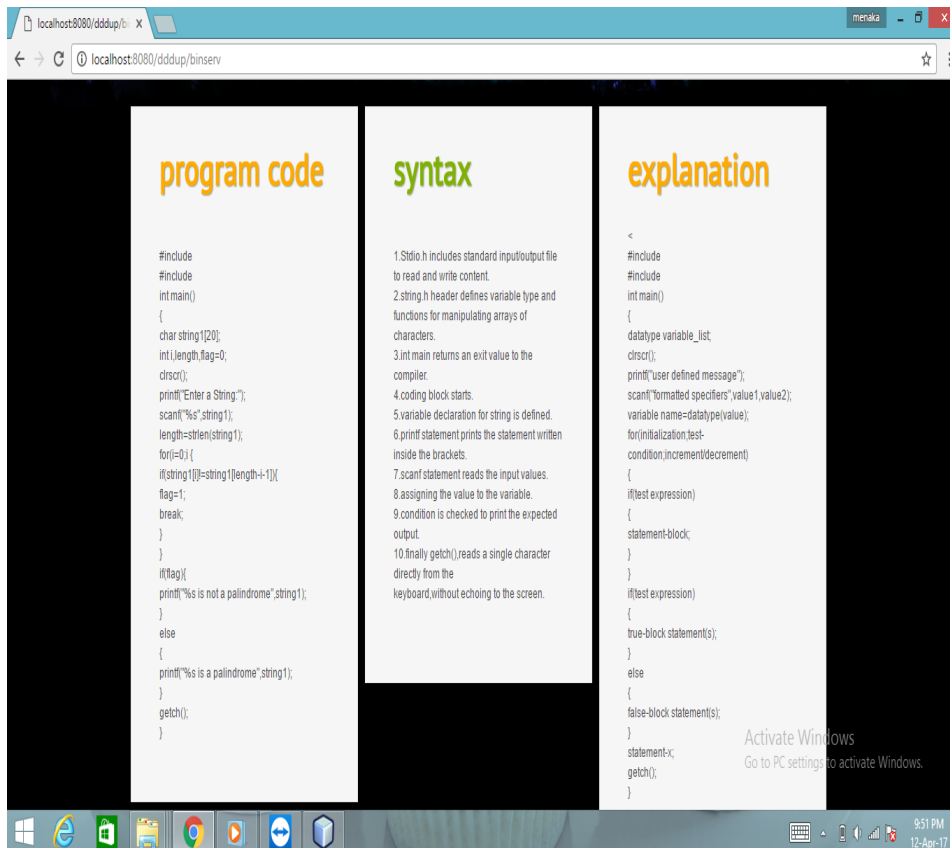 localhost:8080/dddup/b
menaka
localhost:8080/dddup/binserv
program code
#include
#include
int main()
{
char string1[20];
int i,length,flag=0;
clrscr();
printf("Enter a String:");
scanf("%s",string1);
length=strlen(string1);
for(i=0;i {
if(string1[i]!=string1[length-i-1]){
flag=1;
break;
}
}
if(flag){
printf("%s is not a palindrome",string1);
}
else
{
printf("%s is a palindrome",string1);
}
getch();
}
syntax
1.Stdio.h includes standard input/output file
to read and write content.
2.string.h header defines variable type and
functions for manipulating arrays of
characters.
3.int main returns an exit value to the
compiler.
4.coding block starts.
5.variable declaration for string is defined.
6.printf statement prints the statement written
inside the brackets.
7.scanf statement reads the input values.
8.assigning the value to the variable.
9.condition is checked to print the expected
output.
10.finally getch(),reads a single character
directly from the
keyboard,without echoing to the screen.
explanation
<
#include
#include
int main()
{
datatype variable_list;
clrscr();
printf("user defined message");
scanf("formatted specifiers",value1,value2);
variable name=datatype(value);
for(initialization;test-
condition;increment/decrement)
{
if(test expression)
{
statement-block;
}
}
if(test expression)
{
true-block statement(s);
}
else
{
false-block statement(s);
}
statement-x;
getch();
}
Activate Windows
Go to PC settings to activate Windows.
9:51 PM
12-Apr-17